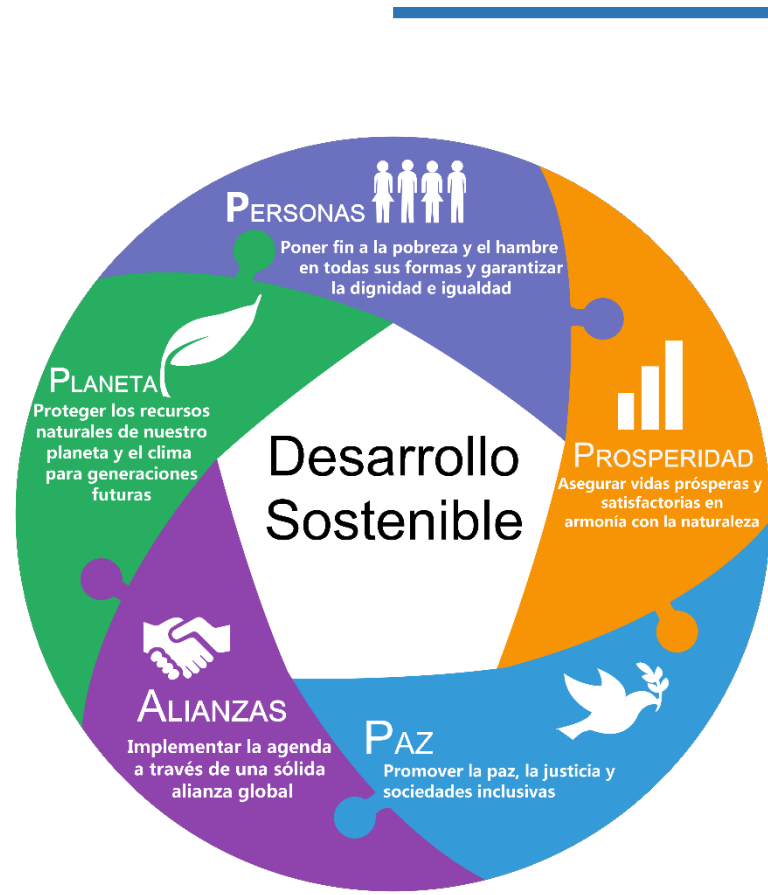 PERSONAS
Poner fin a la pobreza y el hambre
en todas sus formas y garantizar
la dignidad e igualdad
PLANETA
Proteger los recursos
naturales de nuestro
planeta y el clima
para generaciones
futuras
Desarrollo
Sostenible
PROSPERIDAD
Asegurar vidas prósperas y
satisfactorias en
armonía con la naturaleza
ALIANZAS
Implementar la agenda
a través de una sólida
alianza global
PAZ
Promover la paz, la justicia y
sociedades inclusivas